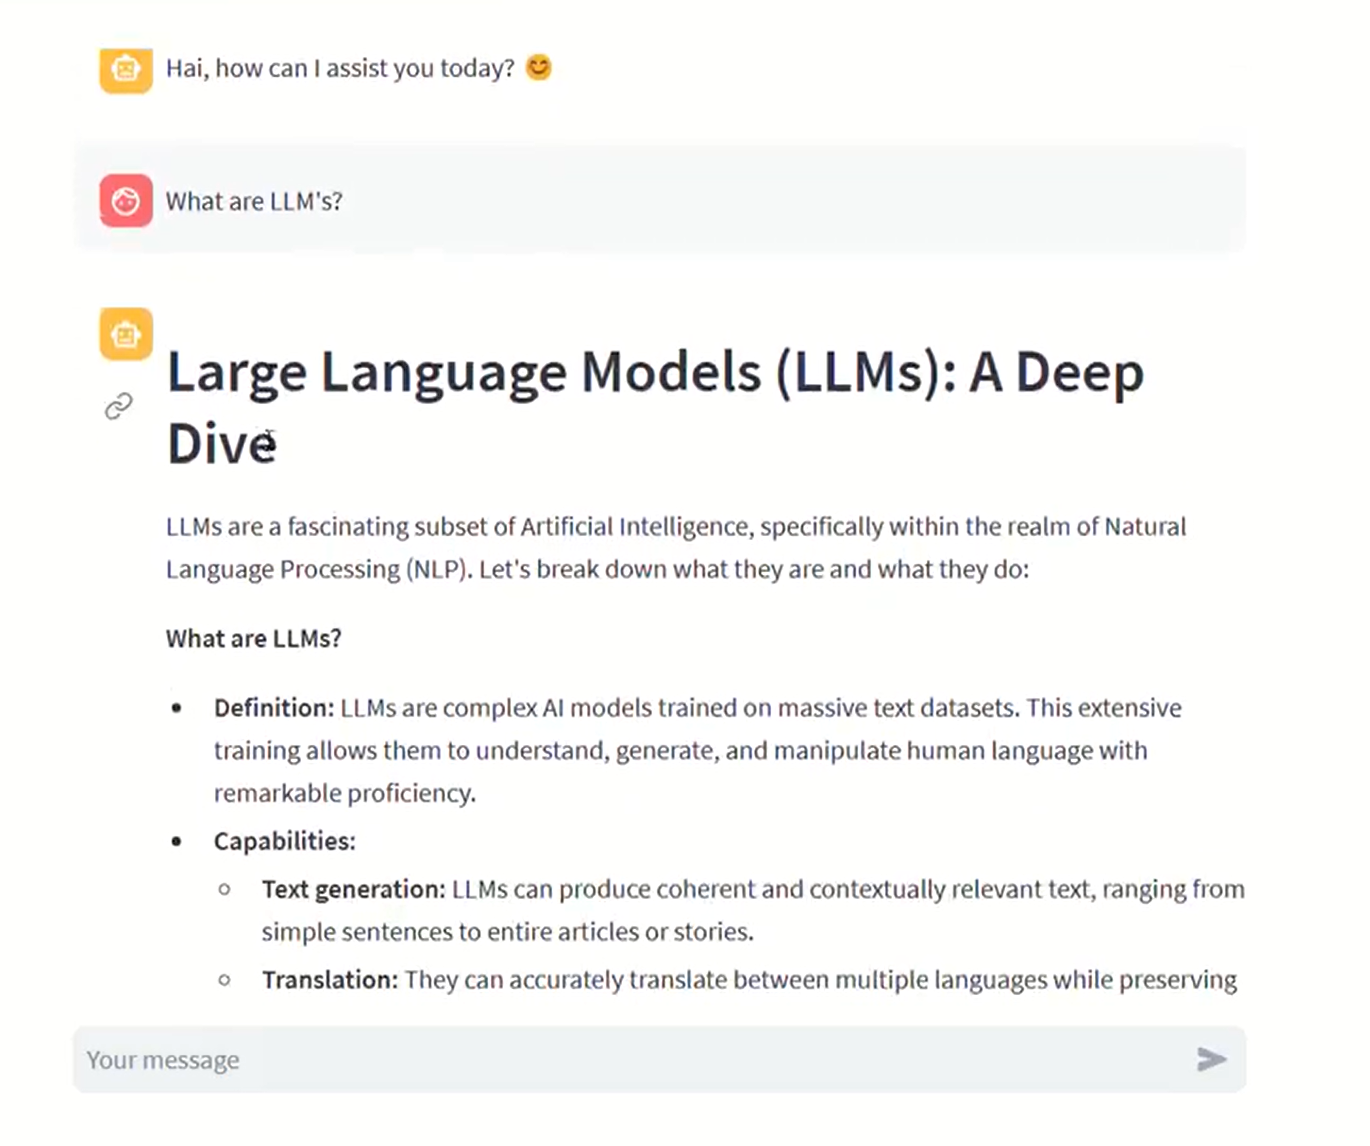 Hai, how can I assist you today? 😊
What are LLM's?
Large Language Models (LLMs): A Deep
Dive
LLMs are a fascinating subset of Artificial Intelligence, specifically within the realm of Natural
Language Processing (NLP). Let's break down what they are and what they do:
What are LLMs?
Definition: LLMs are complex AI models trained on massive text datasets. This extensive
training allows them to understand, generate, and manipulate human language with
remarkable proficiency.
Capabilities:
Text generation: LLMs can produce coherent and contextually relevant text, ranging from
simple sentences to entire articles or stories.
Translation: They can accurately translate between multiple languages while preserving
Your message